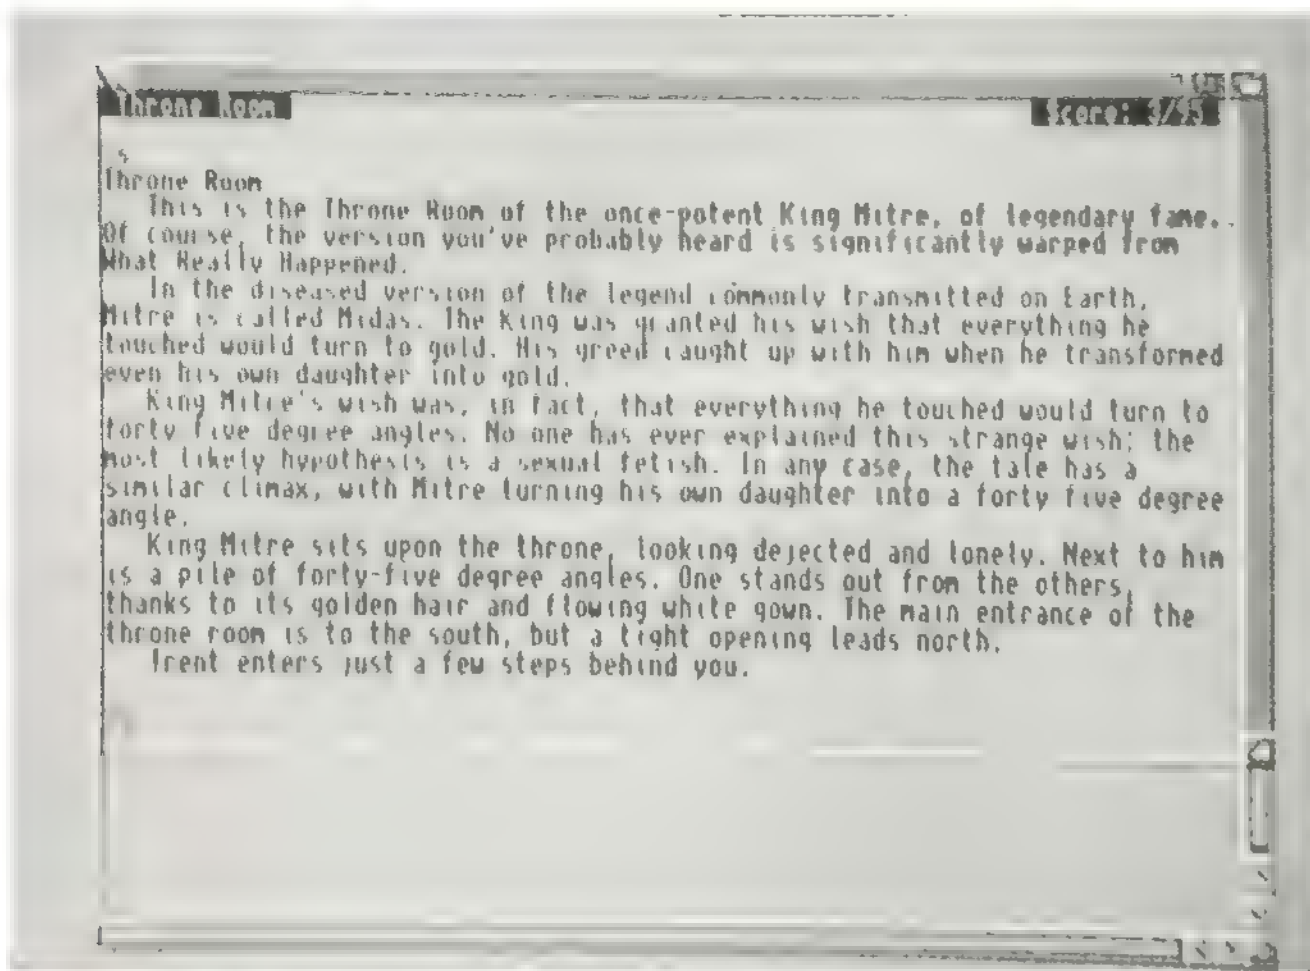 Throne Room Score: 3/95
s
Throne Room
This is the Throne Room of the once-potent King Mitre, of legendary fame.
Of course, the version you've probably heard is significantly warped from
What Really Happened.
In the diseased version of the legend commonly transmitted on Earth,
Mitre is called Midas. The King was granted his wish that everything he
touched would turn to gold. His greed caught up with him when he transformed
even his own daughter into gold.
King Mitre's wish was, in fact, that everything he touched would turn to
forty five degree angles. No one has ever explained this strange wish; the
most likely hypothesis is a sexual fetish. In any case, the tale has a
similar climax, with Mitre turning his own daughter into a forty five degree
angle.
King Mitre sits upon the throne, looking dejected and lonely. Next to him
is a pile of forty-five degree angles. One stands out from the others,
thanks to its golden hair and flowing white gown. The main entrance of the
throne room is to the south, but a tight opening leads north.
Trent enters just a few steps behind you.